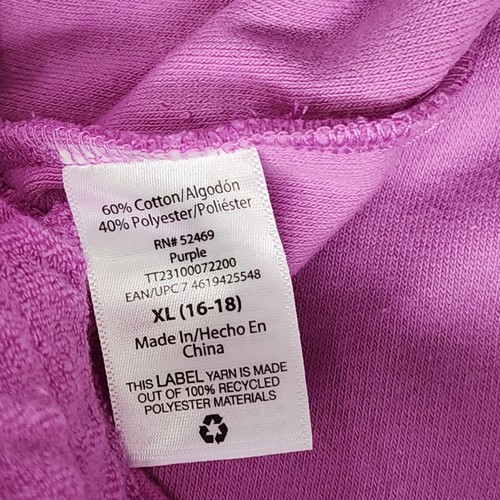 60% Cotton/Algodón
40% Polyester/Poliéster
RN# 52469
Purple
TT23100072200
EAN/UPC 7 4619425548
XL (16-18)
Made In/Hecho En
China
THIS LABEL YARN IS MADE
OUT OF 100% RECYCLED
POLYESTER MATERIALS